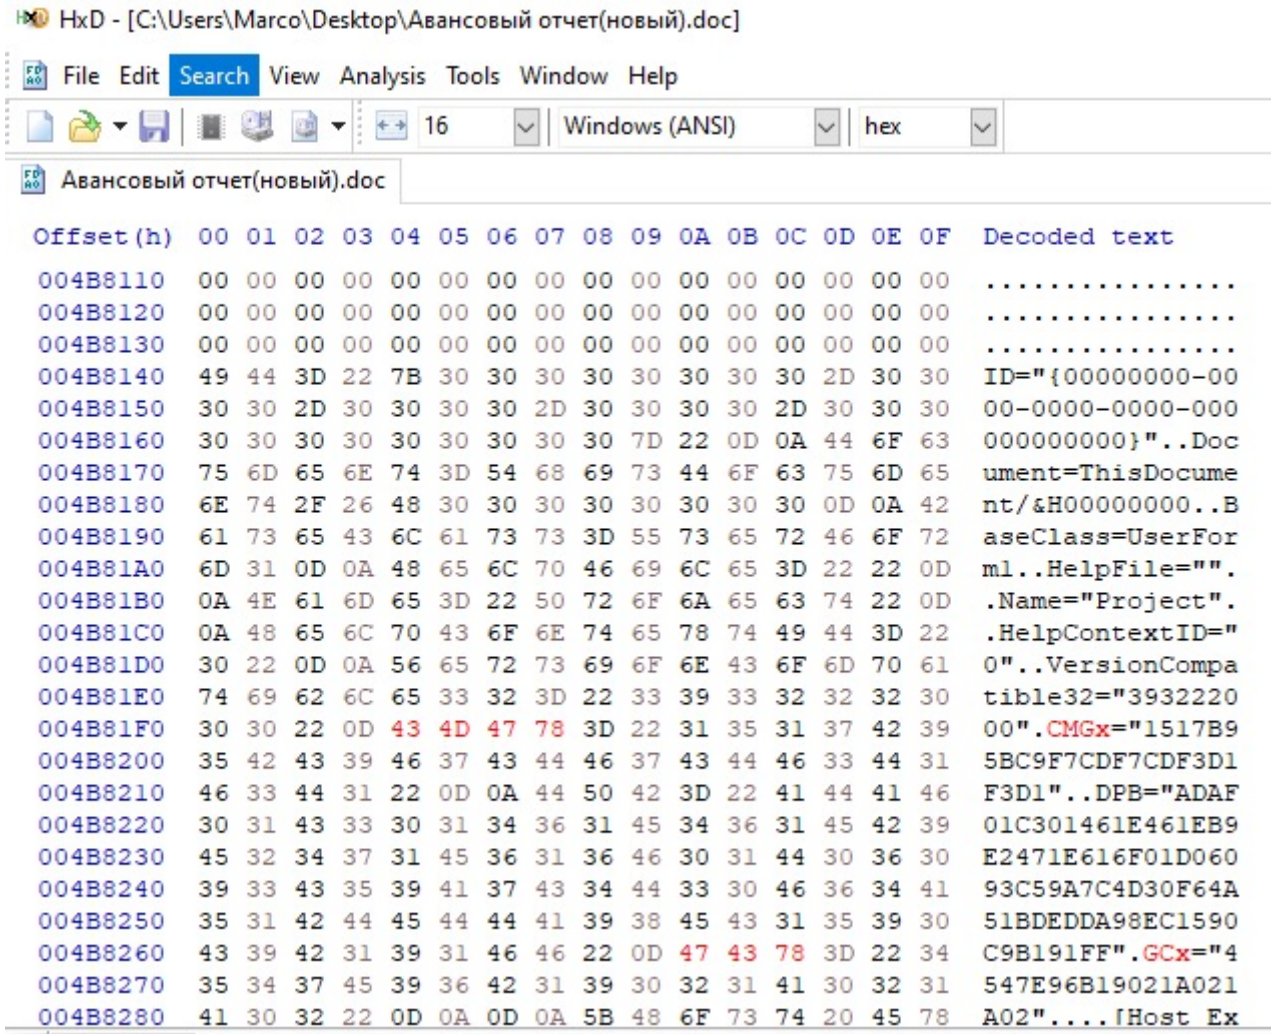 HxD - [C:\Users\Marco\Desktop\Авансовый отчет(новый).doc]
File Edit Search View Analysis Tools Window Help
16 Windows (ANSI) hex
Авансовый отчет(новый).doc
Offset(h) 00 01 02 03 04 05 06 07 08 09 0A 0B 0C 0D 0E 0F Decoded text
004B8110 00 00 00 00 00 00 00 00 00 00 00 00 00 00 00 00 ................
004B8120 00 00 00 00 00 00 00 00 00 00 00 00 00 00 00 00 ................
004B8130 00 00 00 00 00 00 00 00 00 00 00 00 00 00 00 00 ................
004B8140 49 44 3D 22 7B 30 30 30 30 30 30 30 30 2D 30 30 ID="{00000000-00
004B8150 30 30 2D 30 30 30 30 2D 30 30 30 30 2D 30 30 30 00-0000-0000-000
004B8160 30 30 30 30 30 30 30 30 30 7D 22 0D 0A 44 6F 63 000000000}"..Doc
004B8170 75 6D 65 6E 74 3D 54 68 69 73 44 6F 63 75 6D 65 ument=ThisDocume
004B8180 6E 74 2F 26 48 30 30 30 30 30 30 30 30 0D 0A 42 nt/&H00000000..B
004B8190 61 73 65 43 6C 61 73 73 3D 55 73 65 72 46 6F 72 aseClass=UserFor
004B81A0 6D 31 0D 0A 48 65 6C 70 46 69 6C 65 3D 22 22 0D m1..HelpFile="".
004B81B0 0A 4E 61 6D 65 3D 22 50 72 6F 6A 65 63 74 22 0D .Name="Project".
004B81C0 0A 48 65 6C 70 43 6F 6E 74 65 78 74 49 44 3D 22 .HelpContextID="
004B81D0 30 22 0D 0A 56 65 72 73 69 6F 6E 43 6F 6D 70 61 0"..VersionCompa
004B81E0 74 69 62 6C 65 33 32 3D 22 33 39 33 32 32 32 30 tible32="3932220
004B81F0 30 30 22 0D 43 4D 47 78 3D 22 31 35 31 37 42 39 00".CMGx="1517B9
004B8200 35 42 43 39 46 37 43 44 46 37 43 44 46 33 44 31 5BC9F7CDF7CDF3D1
004B8210 46 33 44 31 22 0D 0A 44 50 42 3D 22 41 44 41 46 F3D1"..DPB="ADAF
004B8220 30 31 43 33 30 31 34 36 31 45 34 36 31 45 42 39 01C301461E461EB9
004B8230 45 32 34 37 31 45 36 31 36 46 30 31 44 30 36 30 E2471E616F01D060
004B8240 39 33 43 35 39 41 37 43 34 44 33 30 46 36 34 41 93C59A7C4D30F64A
004B8250 35 31 42 44 45 44 44 41 39 38 45 43 31 35 39 30 51BDEDDA98EC1590
004B8260 43 39 42 31 39 31 46 46 22 0D 47 43 78 3D 22 34 C9B191FF".GCx="4
004B8270 35 34 37 45 39 36 42 31 39 30 32 31 41 30 32 31 547E96B19021A021
004B8280 41 30 32 22 0D 0A 0D 0A 5B 48 6F 73 74 20 45 78 A02"....[Host Ex